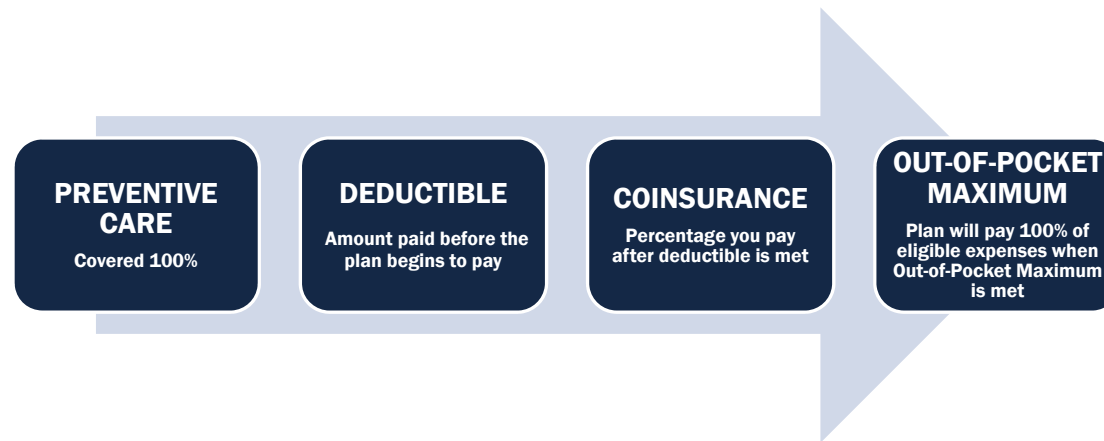 PREVENTIVE
CARE
Covered 100%
DEDUCTIBLE
Amount paid before the
plan begins to pay
COINSURANCE
Percentage you pay
after deductible is met
OUT-OF-POCKET
MAXIMUM
Plan will pay 100% of
eligible expenses when
Out-of-Pocket Maximum
is met